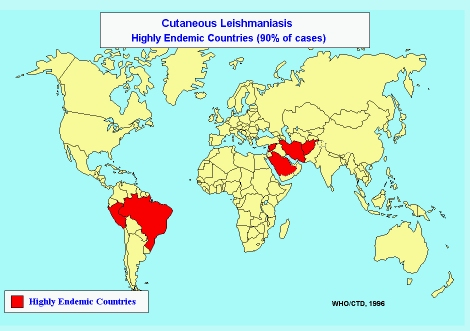 Cutaneous Leishmaniasis
Highly Endemic Countries (90% of cases)
Highly Endemic Countries
WHO/CTD, 1996